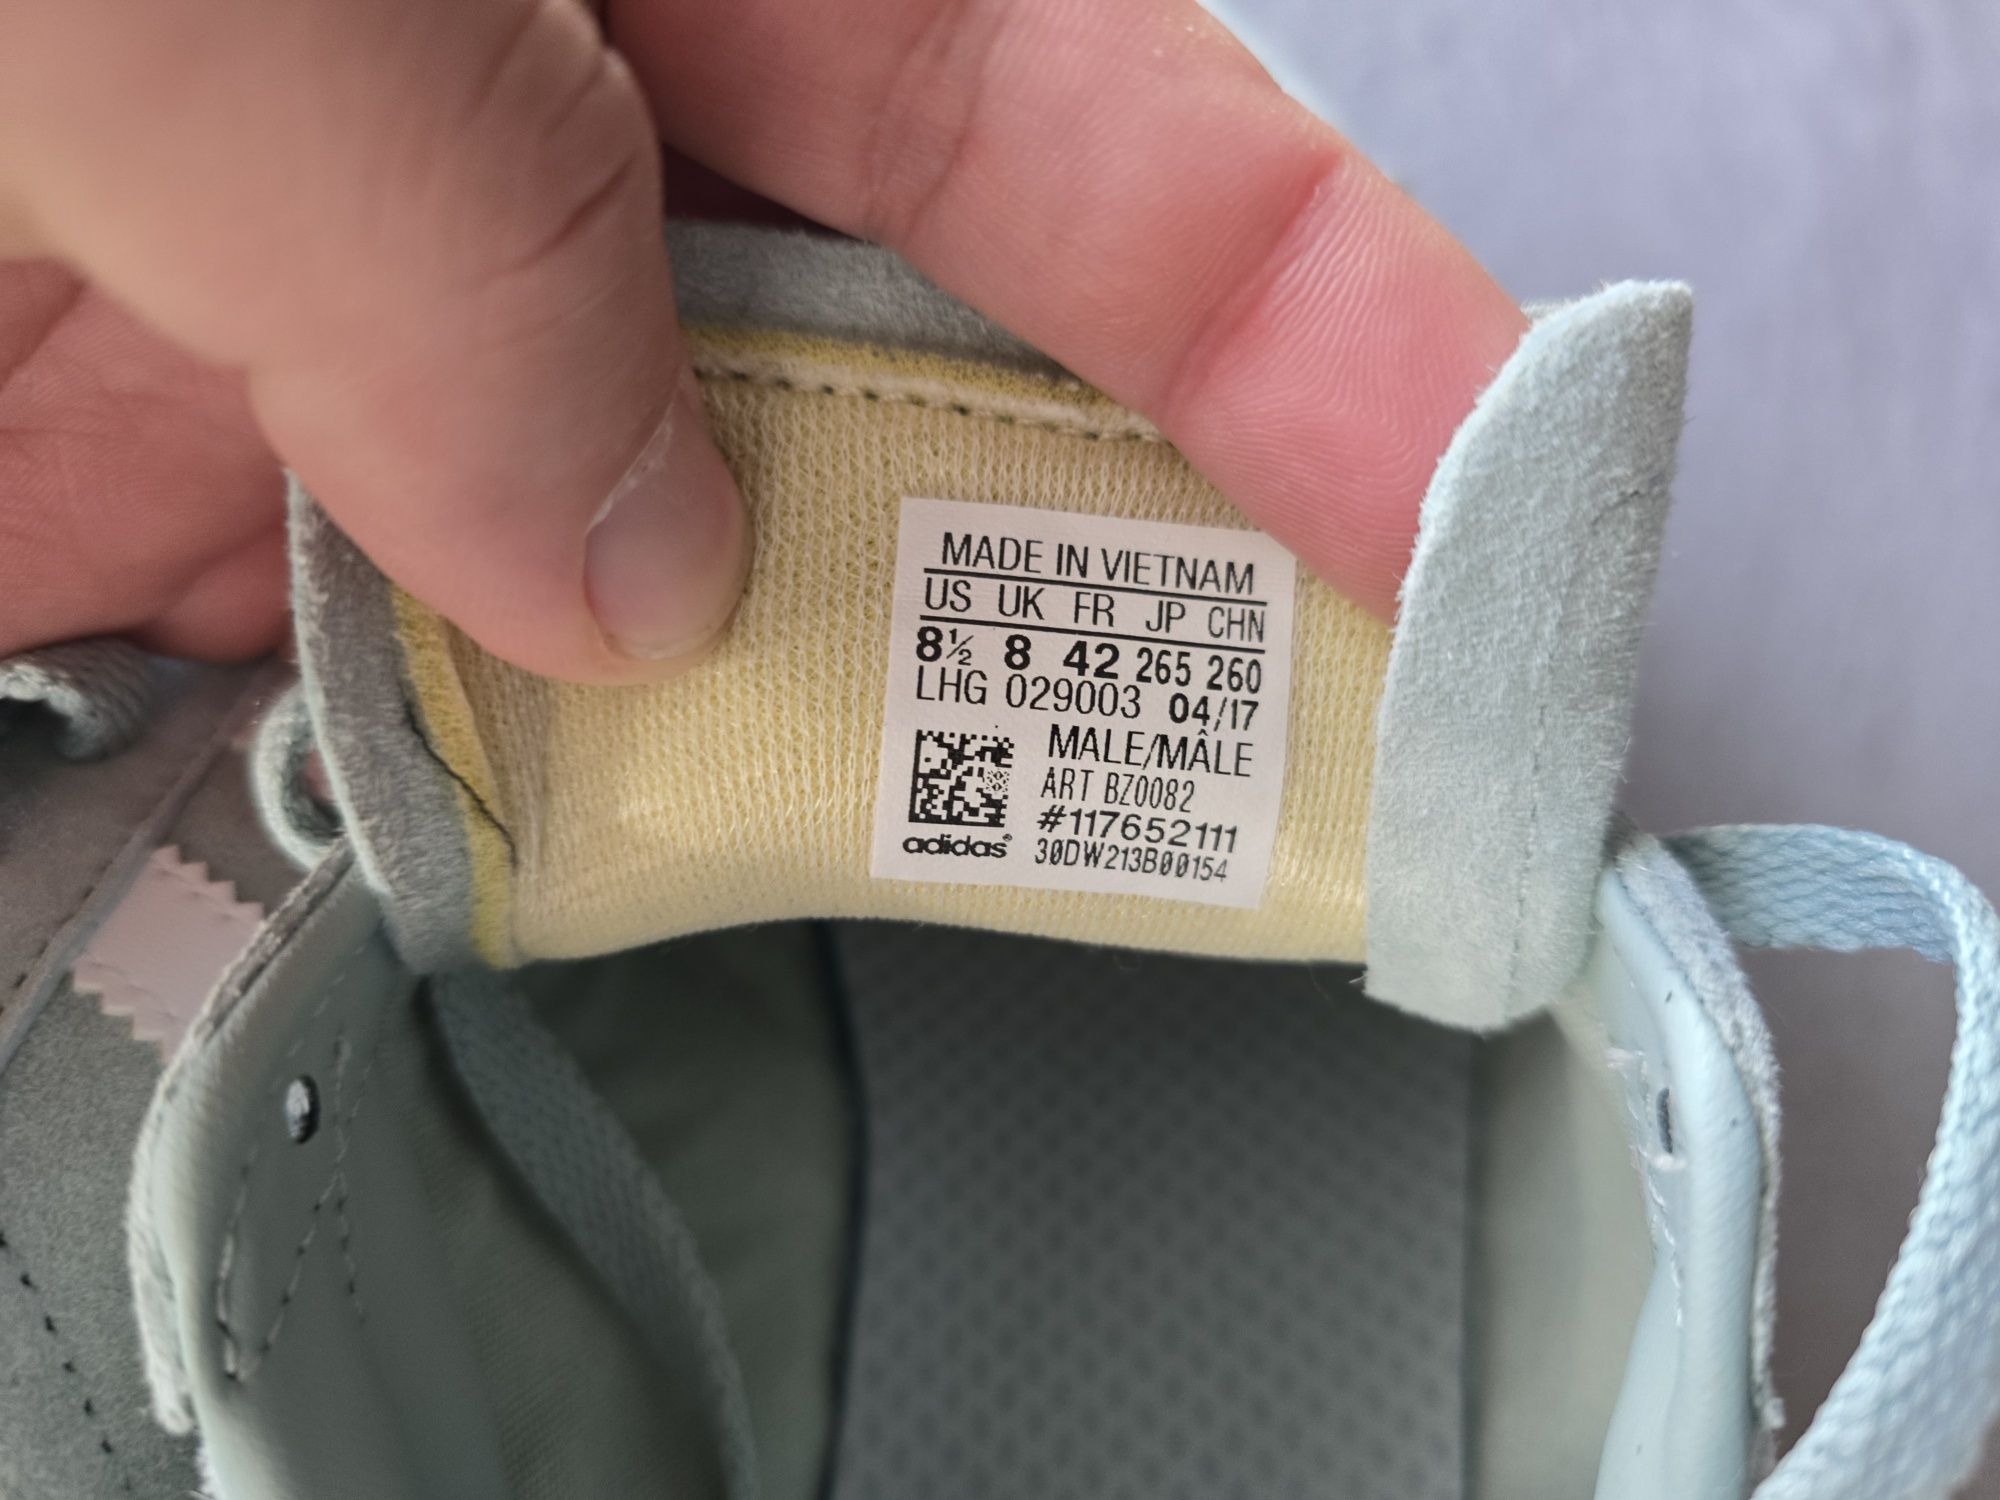 MADE IN VIETNAM
US UK FR JP CHN
8½ 8 42 265 260
LHG 029003 04/17
MALE/MÂLE
ART BZ0082
#117652111
adidas® 30DW213B00154